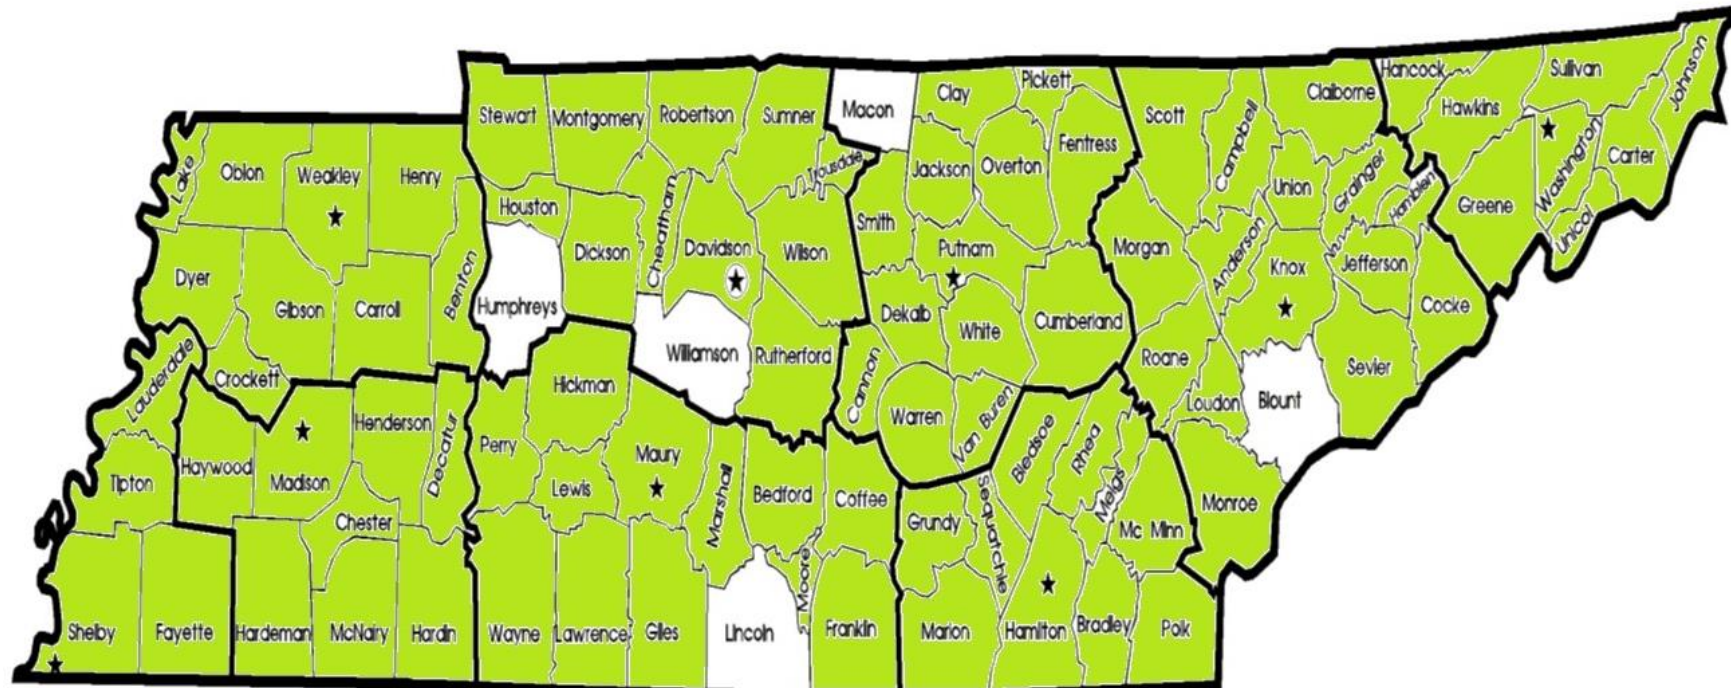 Hancock
Sullivan
Johnson
Pickett
Clay
Claiborne
Macon
Hawkins
Stewart
Montgomery
Robertson
Sumner
Scott
Campbell
Washington
Carter
Fentress
Trousdale
Jackson
Overton
Lake
Obion
Weakley
Henry
Union
Grainger
Hamblen
Greene
Unicoi
Houston
Cheatham
Smith
Dickson
Davidson
Wilson
Putnam
Morgan
Anderson
Knox
Jefferson
Dyer
Benton
Gibson
Carroll
Humphreys
Dekalb
White
Cumberland
Cocke
Williamson
Rutherford
Roane
Sevier
Lauderdale
Crockett
Hickman
Cannon
Warren
Van Buren
Loudon
Blount
Henderson
Decatur
Perry
Maury
Bledsoe
Rhea
Meigs
Haywood
Tipton
Madison
Lewis
Marshall
Bedford
Coffee
Monroe
Chester
Grundy
Sequatchie
Mc Minn
Moore
Shelby
Fayette
Hardeman
McNairy
Hardin
Wayne
Lawrence
Giles
Lincoln
Franklin
Marion
Hamilton
Bradley
Polk